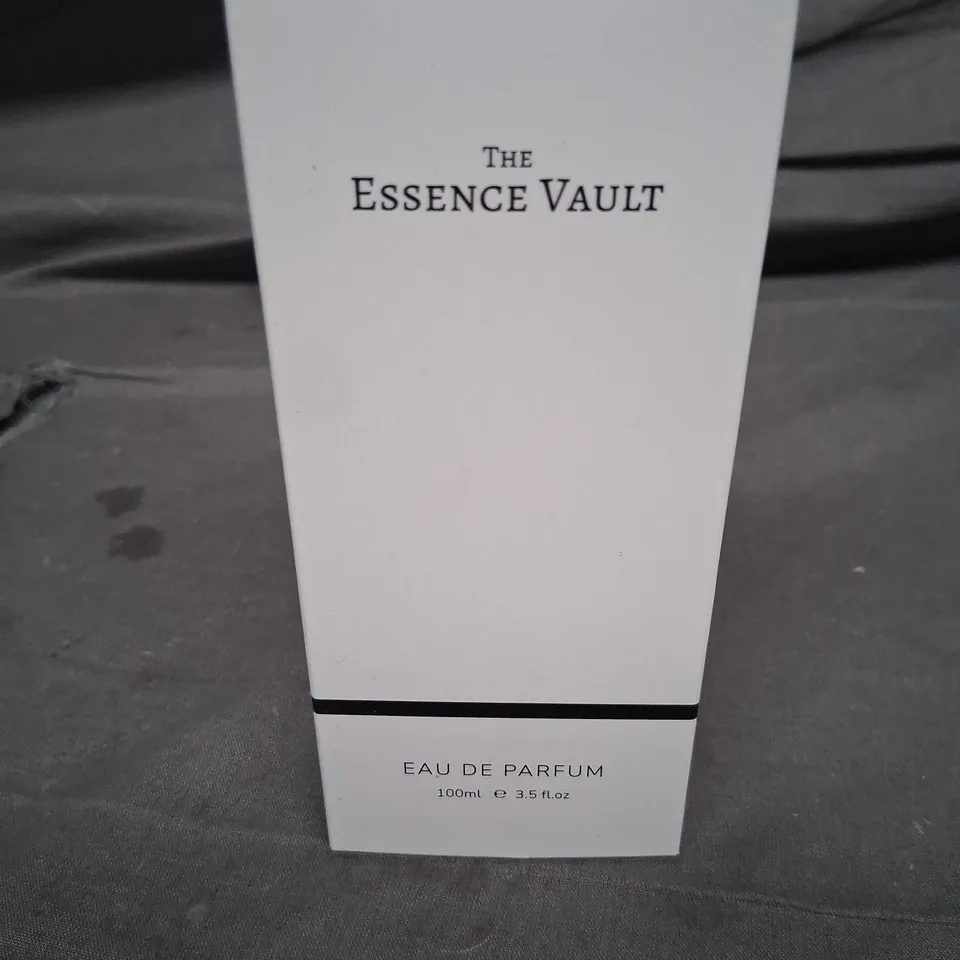 THE
ESSENCE VAULT
EAU DE PARFUM
100ml ℮ 3.5 fl.oz